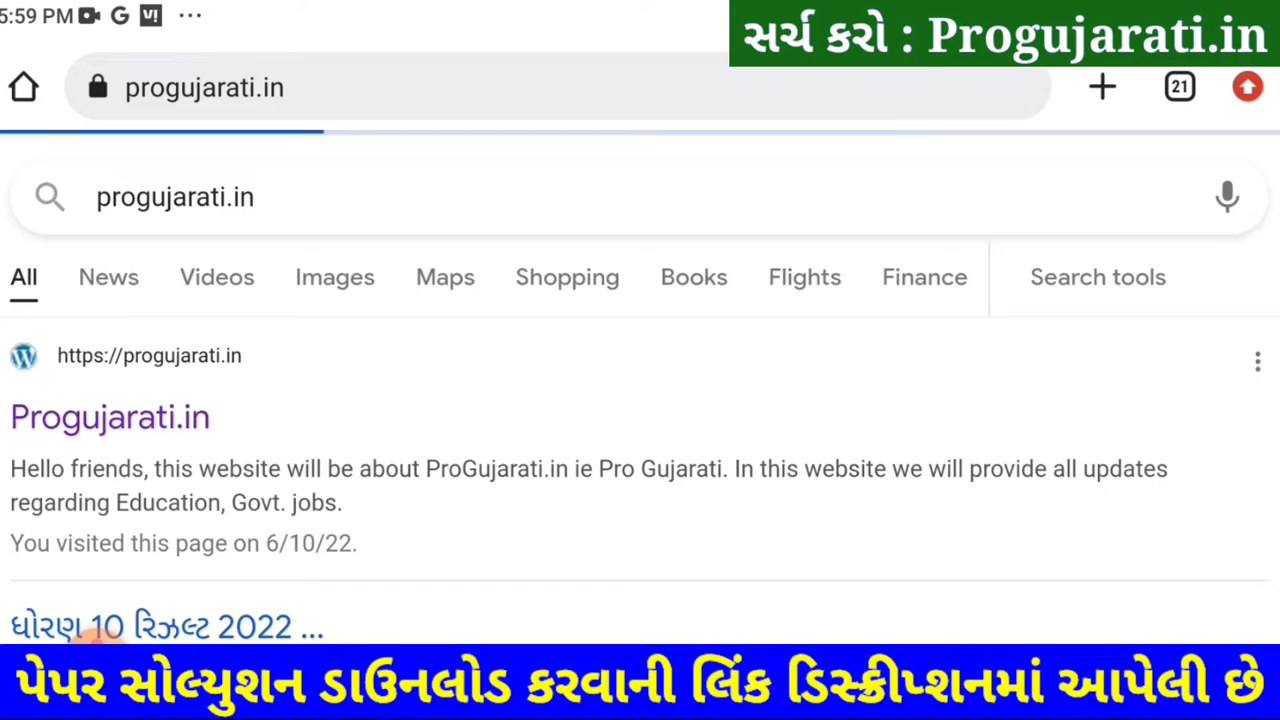 5:59 PM G
સર્ચ કરો : Progujarati.in
progujarati.in
21
progujarati.in
All News Videos Images Maps Shopping Books Flights Finance Search tools
https://progujarati.in
Progujarati.in
Hello friends, this website will be about ProGujarati.in ie Pro Gujarati. In this website we will provide all updates
regarding Education, Govt. jobs.
You visited this page on 6/10/22.
ધોરણ 10 રિઝલ્ટ 2022 ...
પેપર સોલ્યુશન ડાઉનલોડ કરવાની લિંક ડિસ્ક્રીપ્શનમાં આપેલી છે